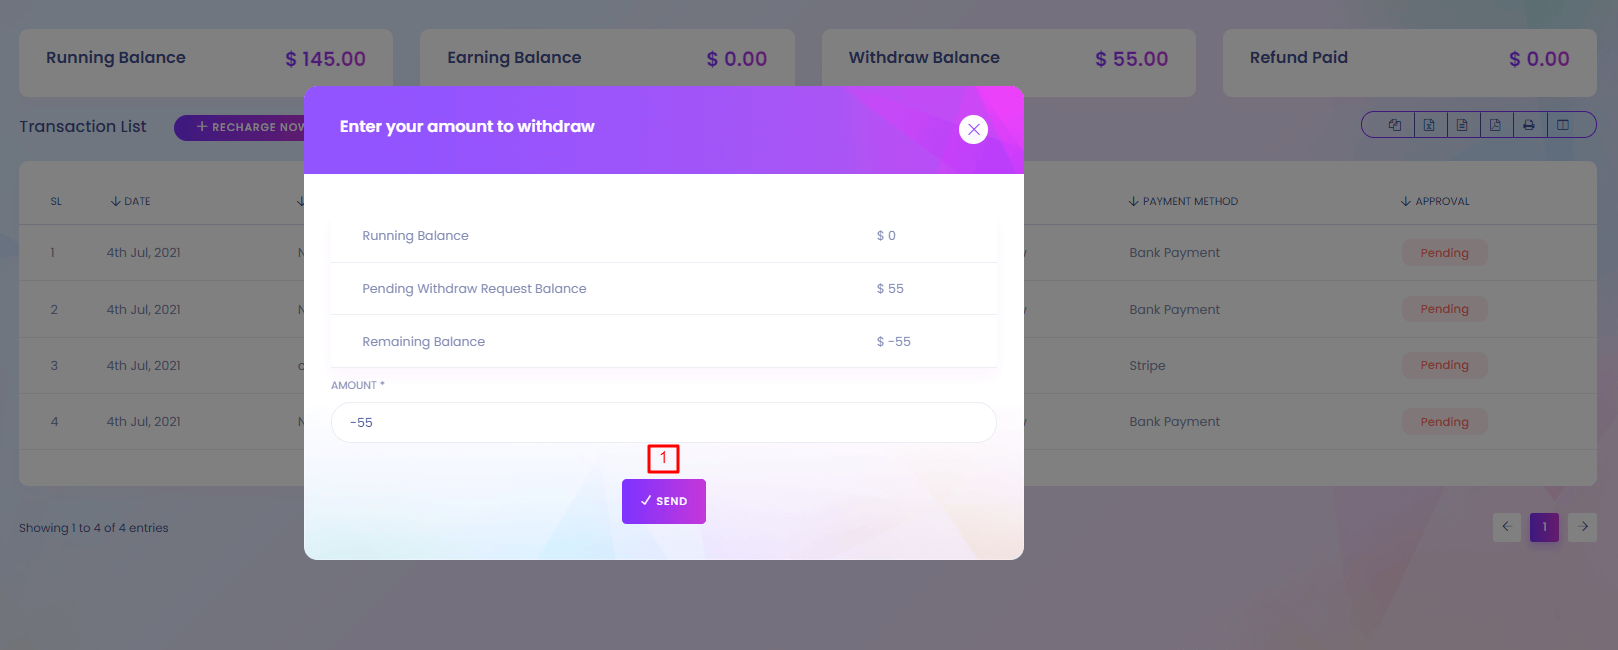 Running Balance $ 145.00 Earning Balance $ 0.00 Withdraw Balance $ 55.00 Refund Paid $ 0.00
Enter your amount to withdraw
Transaction List + RECHARGE NOW
SL DATE PAYMENT METHOD APPROVAL
Running Balance $ 0
1 4th Jul, 2021 Bank Payment Pending
Pending Withdraw Request Balance $ 55
2 4th Jul, 2021 Bank Payment Pending
Remaining Balance $ -55
3 4th Jul, 2021 Stripe Pending
AMOUNT *
4 4th Jul, 2021 -55 Bank Payment Pending
1
SEND
Showing 1 to 4 of 4 entries 1